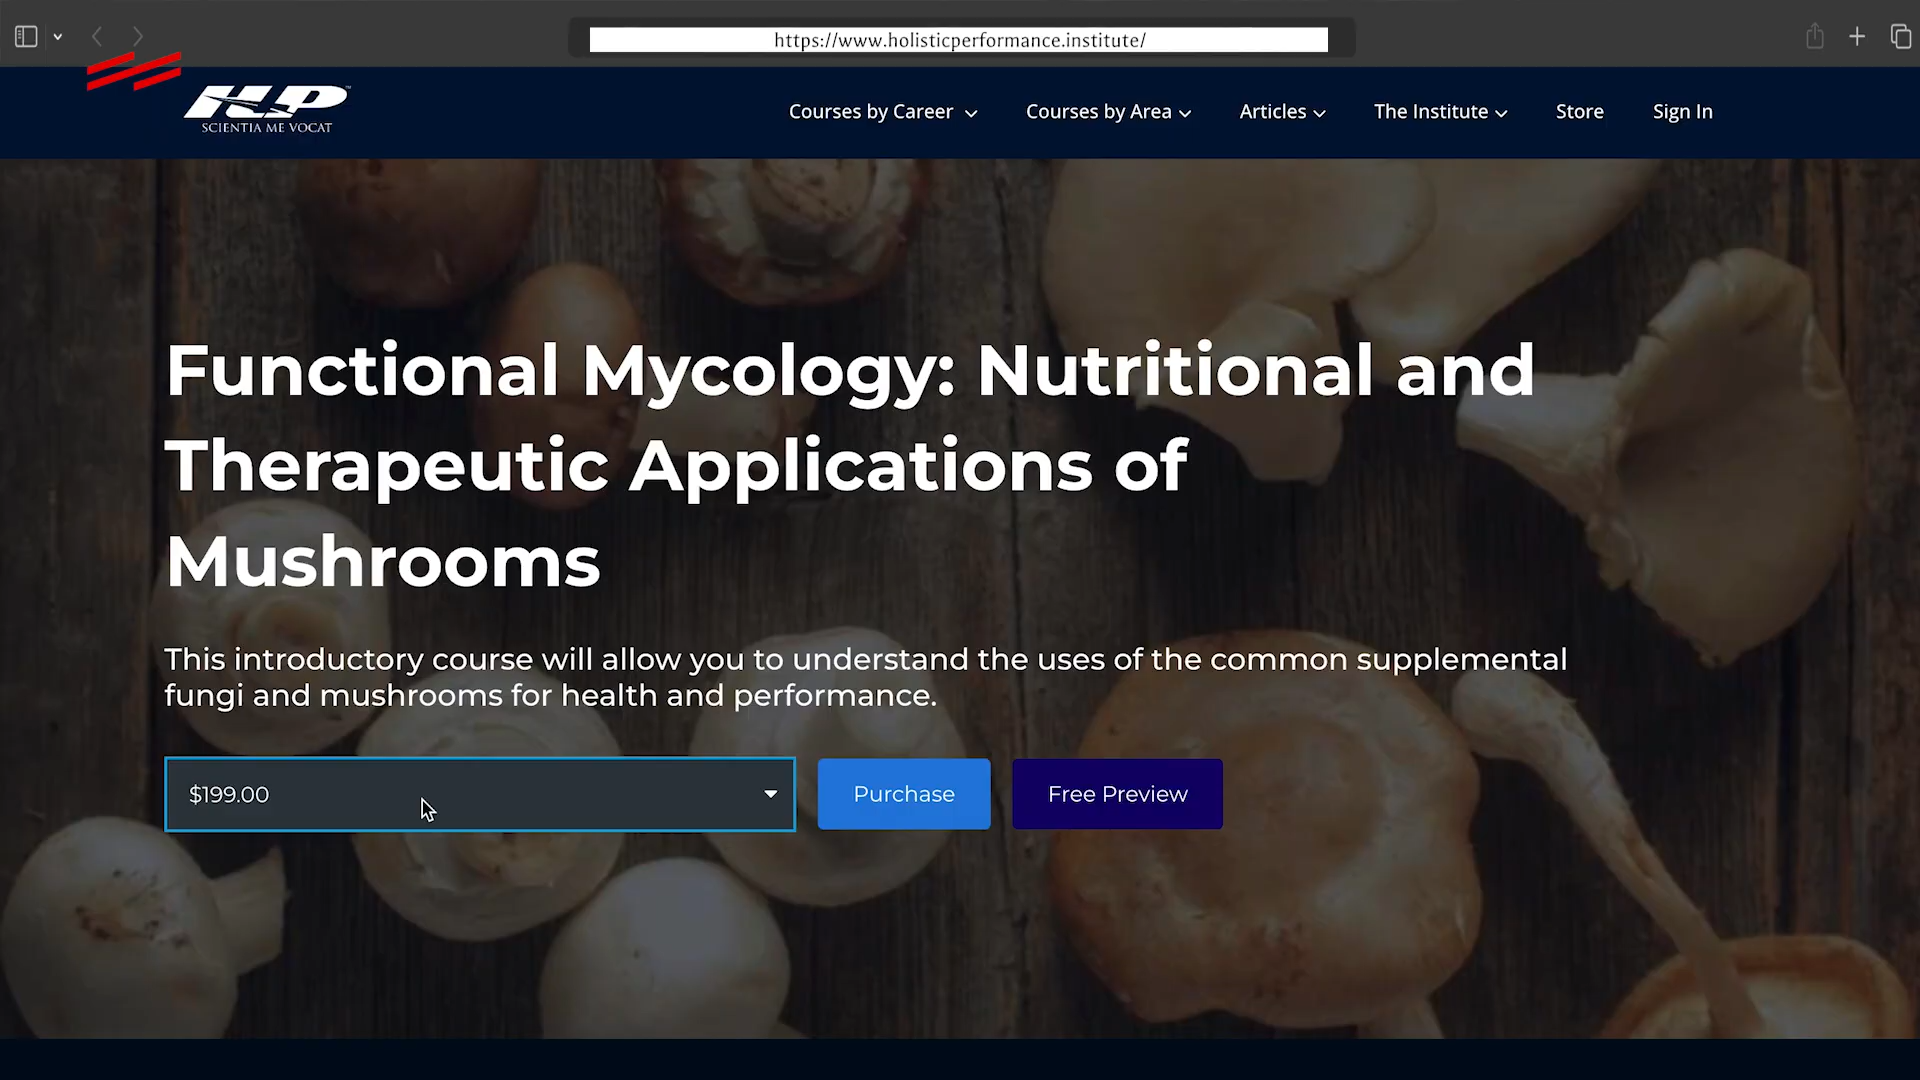 https://www.holisticperformance.institute/
HP
SCIENTIA ME VOCAT
Courses by Career
Courses by Area
Articles
The Institute
Store
Sign In
Functional Mycology: Nutritional and
Therapeutic Applications of
Mushrooms
This introductory course will allow you to understand the uses of the common supplemental
fungi and mushrooms for health and performance.
$199.00
Purchase
Free Preview